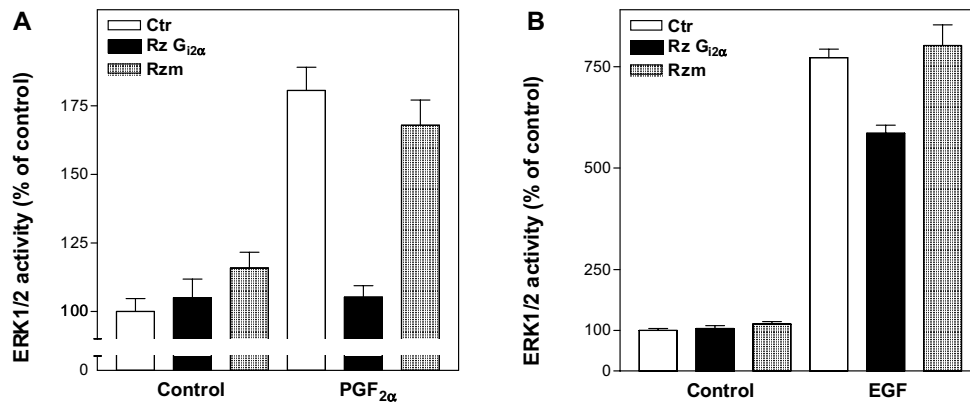 A
Ctr
Rz Gi2α
Rzm
ERK1/2 activity (% of control)
175
150
125
100
0
Control
PGF2α
B
Ctr
Rz Gi2α
Rzm
ERK1/2 activity (% of control)
750
500
250
100
0
Control
EGF